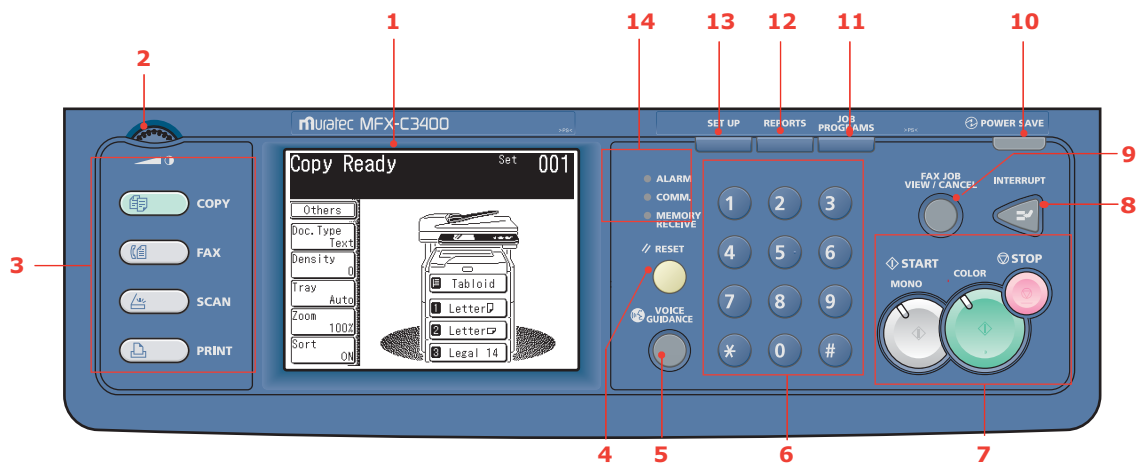 14
13
12
11
10
1
2
muratec MFX-C3400
>PS<
SET UP
REPORTS
JOB
PROGRAMS
>PS<
POWER SAVE
Copy Ready
Set
001
Others
Doc.Type
Text
Density
0
Tray
Auto
Zoom
100%
Sort
ON
Tabloid
1 Letter
2 Letter
3 Legal 14
3
COPY
FAX
SCAN
PRINT
ALARM
COMM.
MEMORY
RECEIVE
RESET
VOICE
GUIDANCE
1
2
3
4
5
6
7
8
9
*
0
#
FAX JOB
VIEW / CANCEL
INTERRUPT
9
8
START
MONO
COLOR
STOP
4
5
6
7